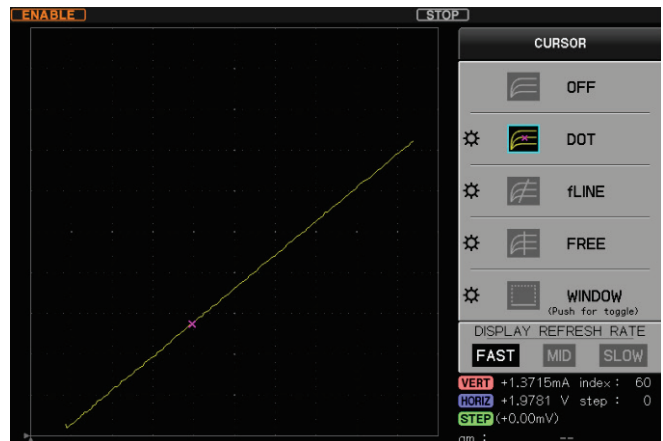 ENABLE STOP
CURSOR
OFF
DOT
fLINE
FREE
WINDOW
(Push for toggle)
DISPLAY REFRESH RATE
FAST MID SLOW
VERT +1.3715mA index : 60
HORIZ +1.9781 V step : 0
STEP (+0.00mV)
gm : --